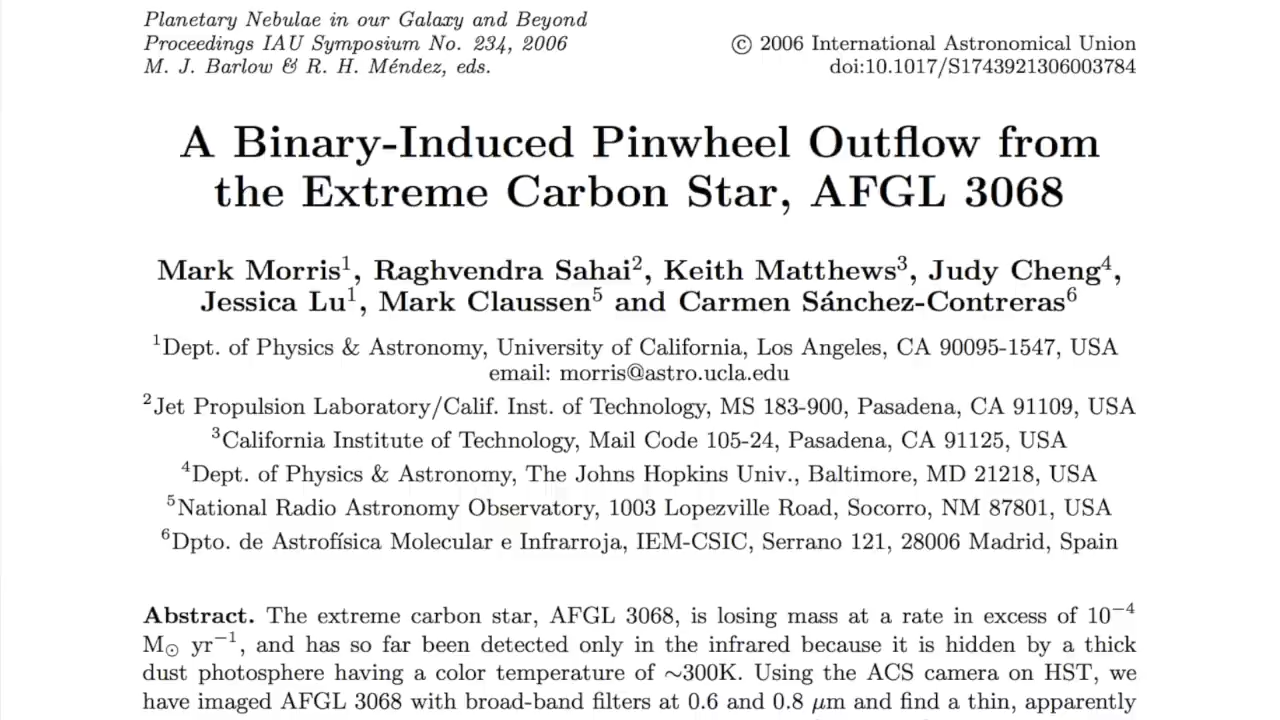 Planetary Nebulae in our Galaxy and Beyond
Proceedings IAU Symposium No. 234, 2006
M. J. Barlow & R. H. Méndez, eds.
© 2006 International Astronomical Union
doi:10.1017/S1743921306003784
A Binary-Induced Pinwheel Outflow from
the Extreme Carbon Star, AFGL 3068
Mark Morris¹, Raghvendra Sahai², Keith Matthews³, Judy Cheng⁴,
Jessica Lu¹, Mark Claussen⁵ and Carmen Sánchez-Contreras⁶
¹Dept. of Physics & Astronomy, University of California, Los Angeles, CA 90095-1547, USA
email: morris@astro.ucla.edu
²Jet Propulsion Laboratory/Calif. Inst. of Technology, MS 183-900, Pasadena, CA 91109, USA
³California Institute of Technology, Mail Code 105-24, Pasadena, CA 91125, USA
⁴Dept. of Physics & Astronomy, The Johns Hopkins Univ., Baltimore, MD 21218, USA
⁵National Radio Astronomy Observatory, 1003 Lopezville Road, Socorro, NM 87801, USA
⁶Dpto. de Astrofísica Molecular e Infrarroja, IEM-CSIC, Serrano 121, 28006 Madrid, Spain
Abstract. The extreme carbon star, AFGL 3068, is losing mass at a rate in excess of 10⁻⁴
M☉ yr⁻¹, and has so far been detected only in the infrared because it is hidden by a thick
dust photosphere having a color temperature of ~300K. Using the ACS camera on HST, we
have imaged AFGL 3068 with broad-band filters at 0.6 and 0.8 μm and find a thin, apparently